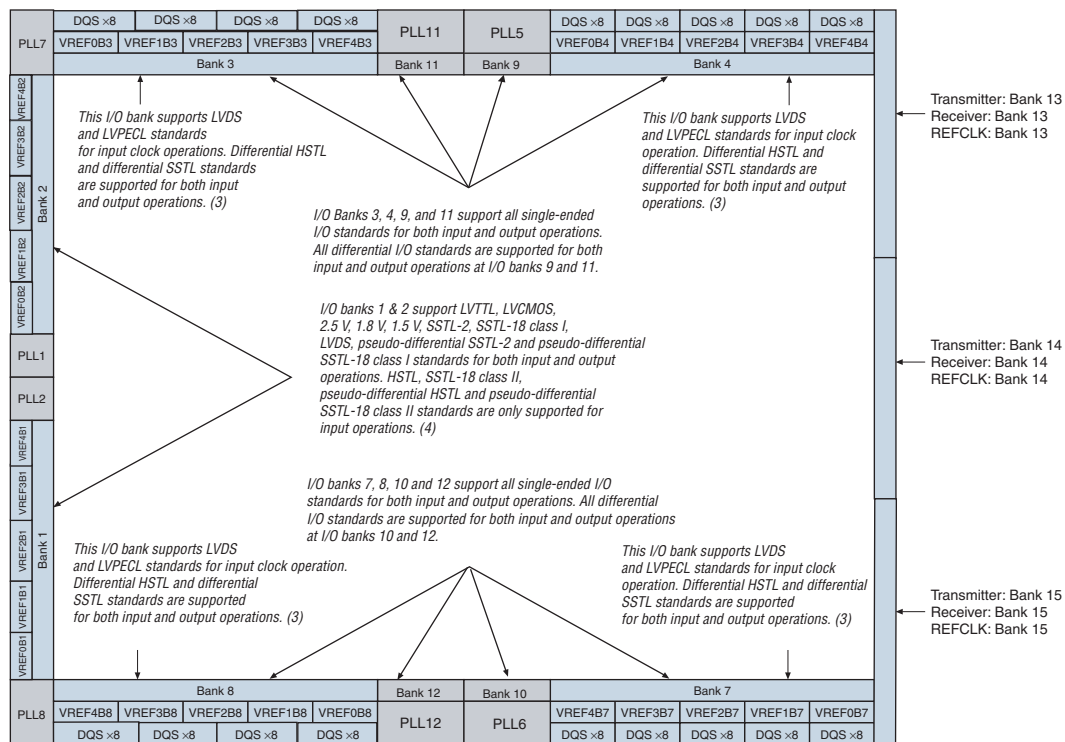 PLL7
DQS ×8 DQS ×8 DQS ×8 DQS ×8
VREF0B3 VREF1B3 VREF2B3 VREF3B3 VREF4B3
Bank 3
PLL11
Bank 11
PLL5
Bank 9
DQS ×8 DQS ×8 DQS ×8 DQS ×8 DQS ×8
VREF0B4 VREF1B4 VREF2B4 VREF3B4 VREF4B4
Bank 4
VREF4B2
VREF3B2
VREF2B2
VREF1B2
VREF0B2
Bank 2
PLL1
PLL2
VREF4B1
VREF3B1
VREF2B1
VREF1B1
VREF0B1
Bank 1
This I/O bank supports LVDS
and LVPECL standards
for input clock operations. Differential HSTL
and differential SSTL standards
are supported for both input
and output operations. (3)
This I/O bank supports LVDS
and LVPECL standards for input clock
operation. Differential HSTL and
differential SSTL standards are
supported for both input and output
operations. (3)
I/O Banks 3, 4, 9, and 11 support all single-ended
I/O standards for both input and output operations.
All differential I/O standards are supported for both
input and output operations at I/O banks 9 and 11.
I/O banks 1 & 2 support LVTTL, LVCMOS,
2.5 V, 1.8 V, 1.5 V, SSTL-2, SSTL-18 class I,
LVDS, pseudo-differential SSTL-2 and pseudo-differential
SSTL-18 class I standards for both input and output
operations. HSTL, SSTL-18 class II,
pseudo-differential HSTL and pseudo-differential
SSTL-18 class II standards are only supported for
input operations. (4)
I/O banks 7, 8, 10 and 12 support all single-ended I/O
standards for both input and output operations. All differential
I/O standards are supported for both input and output operations
at I/O banks 10 and 12.
This I/O bank supports LVDS
and LVPECL standards for input clock operation.
Differential HSTL and differential
SSTL standards are supported
for both input and output operations. (3)
This I/O bank supports LVDS
and LVPECL standards for input clock
operation. Differential HSTL and differential
SSTL standards are supported
for both input and output operations. (3)
Transmitter: Bank 13
Receiver: Bank 13
REFCLK: Bank 13
Transmitter: Bank 14
Receiver: Bank 14
REFCLK: Bank 14
Transmitter: Bank 15
Receiver: Bank 15
REFCLK: Bank 15
PLL8
Bank 8
VREF4B8 VREF3B8 VREF2B8 VREF1B8 VREF0B8
DQS ×8 DQS ×8 DQS ×8 DQS ×8
Bank 12
PLL12
Bank 10
PLL6
Bank 7
VREF4B7 VREF3B7 VREF2B7 VREF1B7 VREF0B7
DQS ×8 DQS ×8 DQS ×8 DQS ×8 DQS ×8